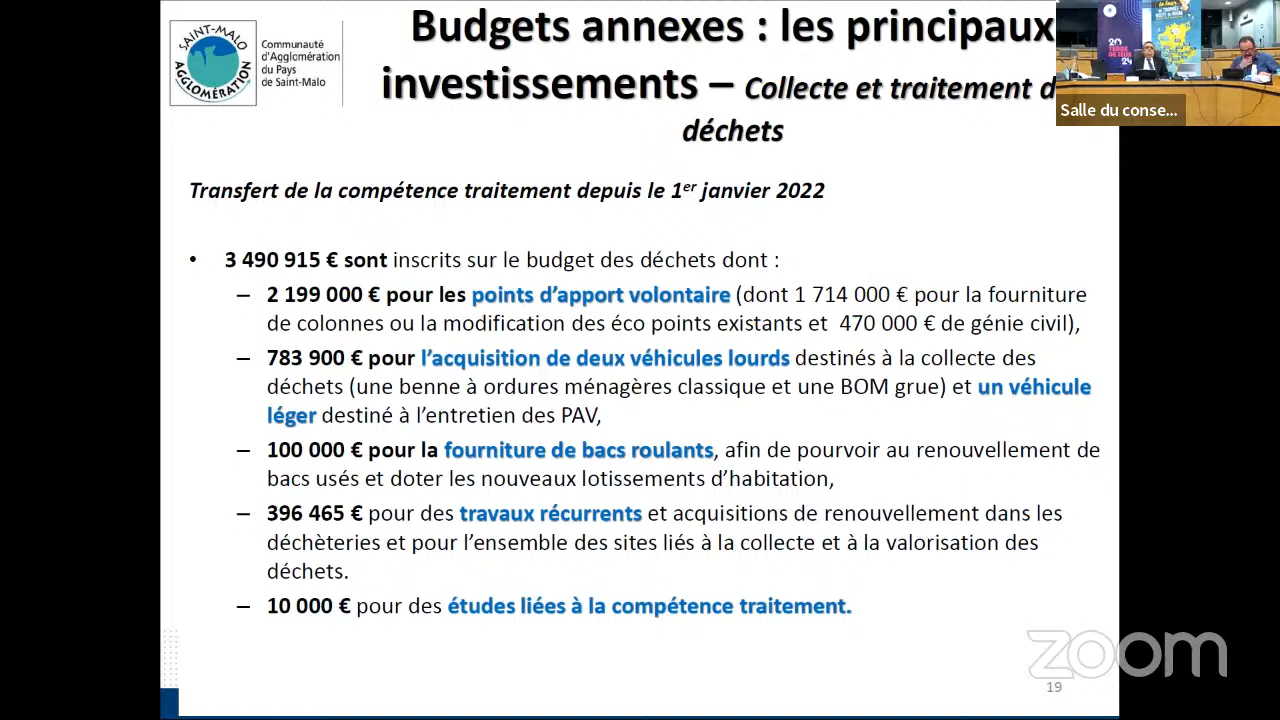 SAINT-MALO
AGGLOMÉRATION
Communauté
d'Agglomération
du Pays
de Saint-Malo
Budgets annexes : les principaux
investissements – Collecte et traitement d
déchets
Salle du conse...
Transfert de la compétence traitement depuis le 1er janvier 2022
• 3 490 915 € sont inscrits sur le budget des déchets dont :
– 2 199 000 € pour les points d'apport volontaire (dont 1 714 000 € pour la fourniture
de colonnes ou la modification des éco points existants et 470 000 € de génie civil),
– 783 900 € pour l'acquisition de deux véhicules lourds destinés à la collecte des
déchets (une benne à ordures ménagères classique et une BOM grue) et un véhicule
léger destiné à l'entretien des PAV,
– 100 000 € pour la fourniture de bacs roulants, afin de pourvoir au renouvellement de
bacs usés et doter les nouveaux lotissements d'habitation,
– 396 465 € pour des travaux récurrents et acquisitions de renouvellement dans les
déchèteries et pour l'ensemble des sites liés à la collecte et à la valorisation des
déchets.
– 10 000 € pour des études liées à la compétence traitement.
zoom
19